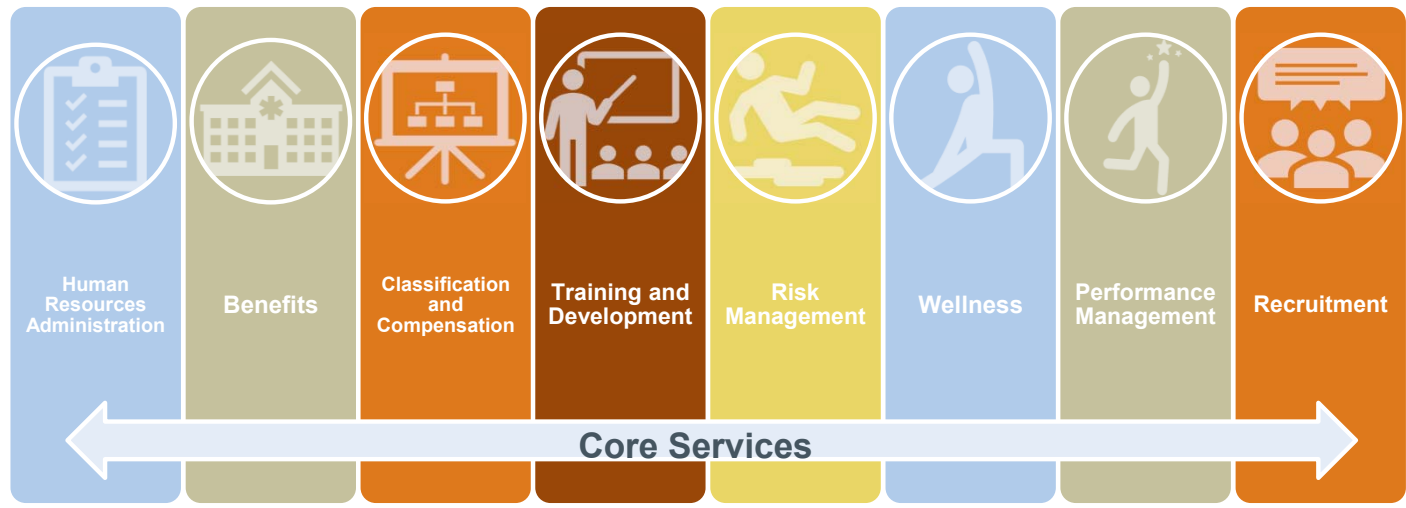 Human
Resources
Administration
Benefits
Classification
and
Compensation
Training and
Development
Risk
Management
Wellness
Performance
Management
Recruitment
Core Services